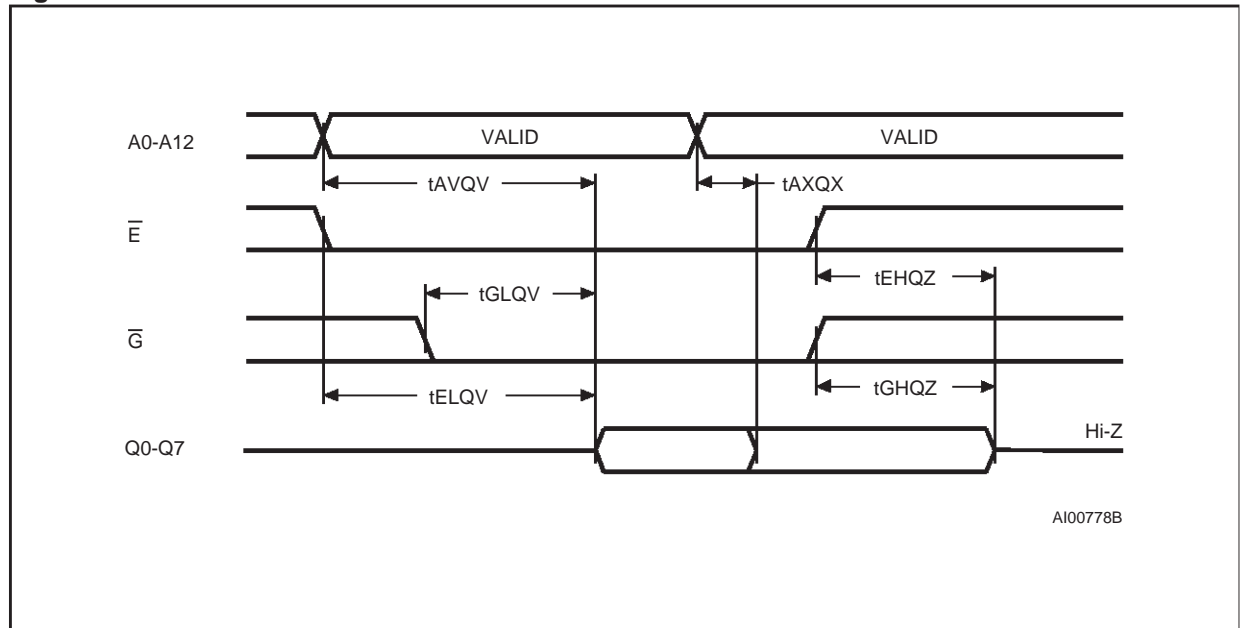 A0-A12
VALID
VALID
tAVQV
tAXQX
E̅
tEHQZ
tGLQV
G̅
tELQV
tGHQZ
Q0-Q7
Hi-Z
AI00778B